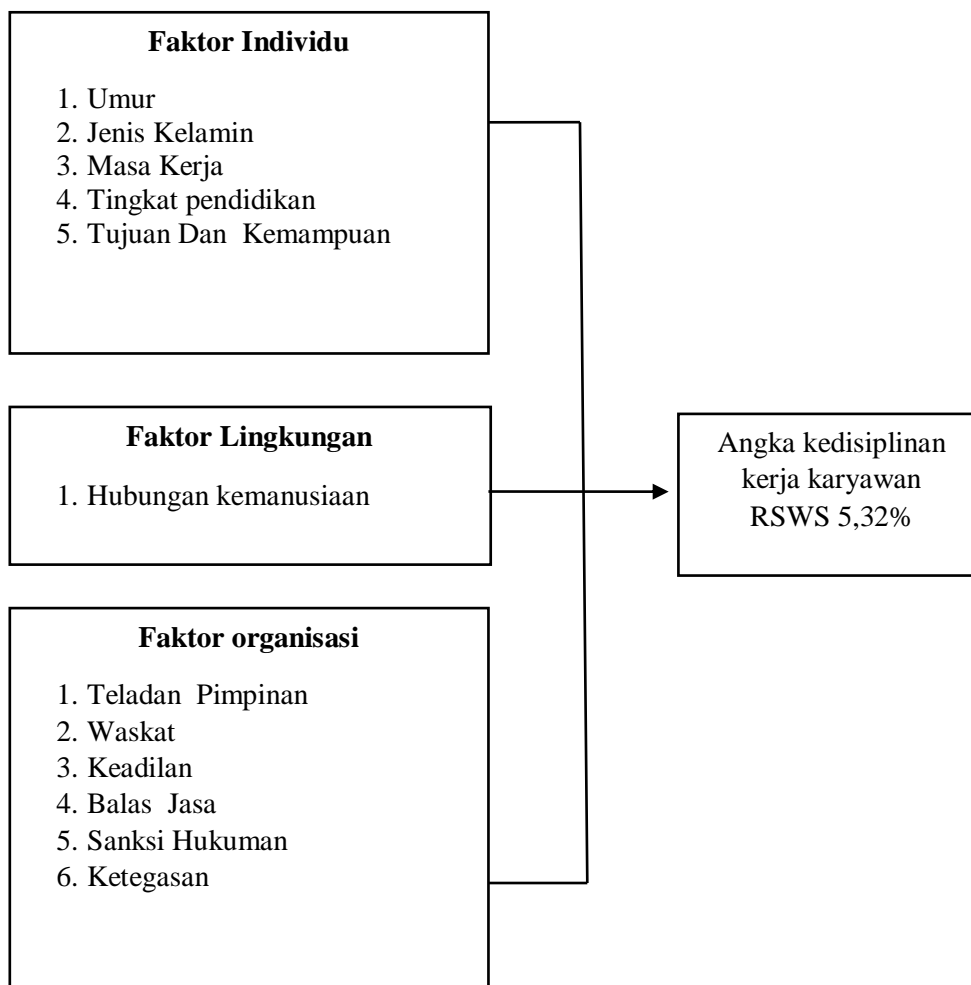 Faktor Individu
1. Umur
2. Jenis Kelamin
3. Masa Kerja
4. Tingkat pendidikan
5. Tujuan Dan Kemampuan
Faktor Lingkungan
1. Hubungan kemanusiaan
Angka kedisiplinan
kerja karyawan
RSWS 5,32%
Faktor organisasi
1. Teladan Pimpinan
2. Waskat
3. Keadilan
4. Balas Jasa
5. Sanksi Hukuman
6. Ketegasan